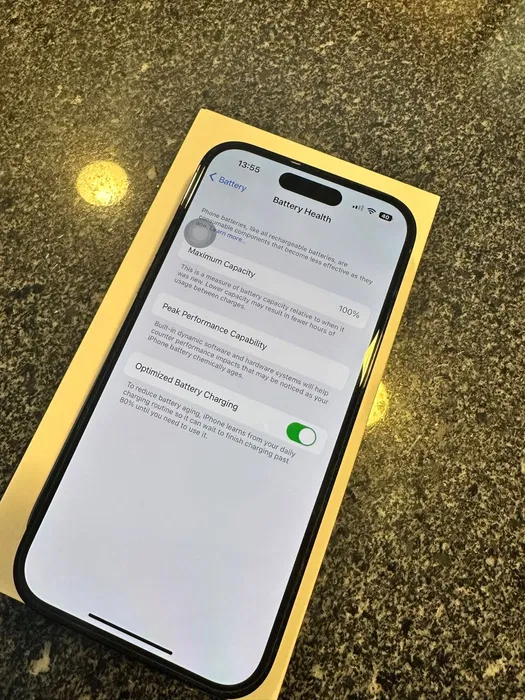 13:55
40
Battery
Battery Health
Phone batteries, like all rechargeable batteries, are
consumable components that become less effective as they
age. Learn more...
Maximum Capacity
100%
This is a measure of battery capacity relative to when it
was new. Lower capacity may result in fewer hours of
usage between charges.
Peak Performance Capability
Built-in dynamic software and hardware systems will help
counter performance impacts that may be noticed as your
iPhone battery chemically ages.
Optimized Battery Charging
To reduce battery aging, iPhone learns from your daily
charging routine so it can wait to finish charging past
80% until you need to use it.